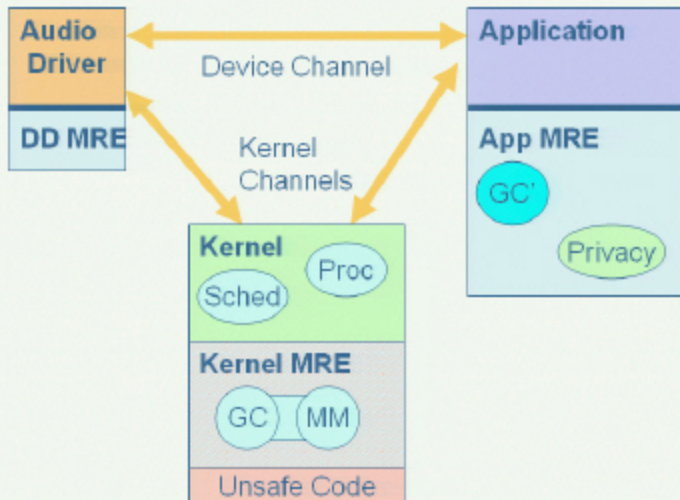 Audio
Driver
Device Channel
Application
DD MRE
Kernel
Channels
App MRE
GC'
Privacy
Kernel
Sched
Proc
Kernel MRE
GC
MM
Unsafe Code